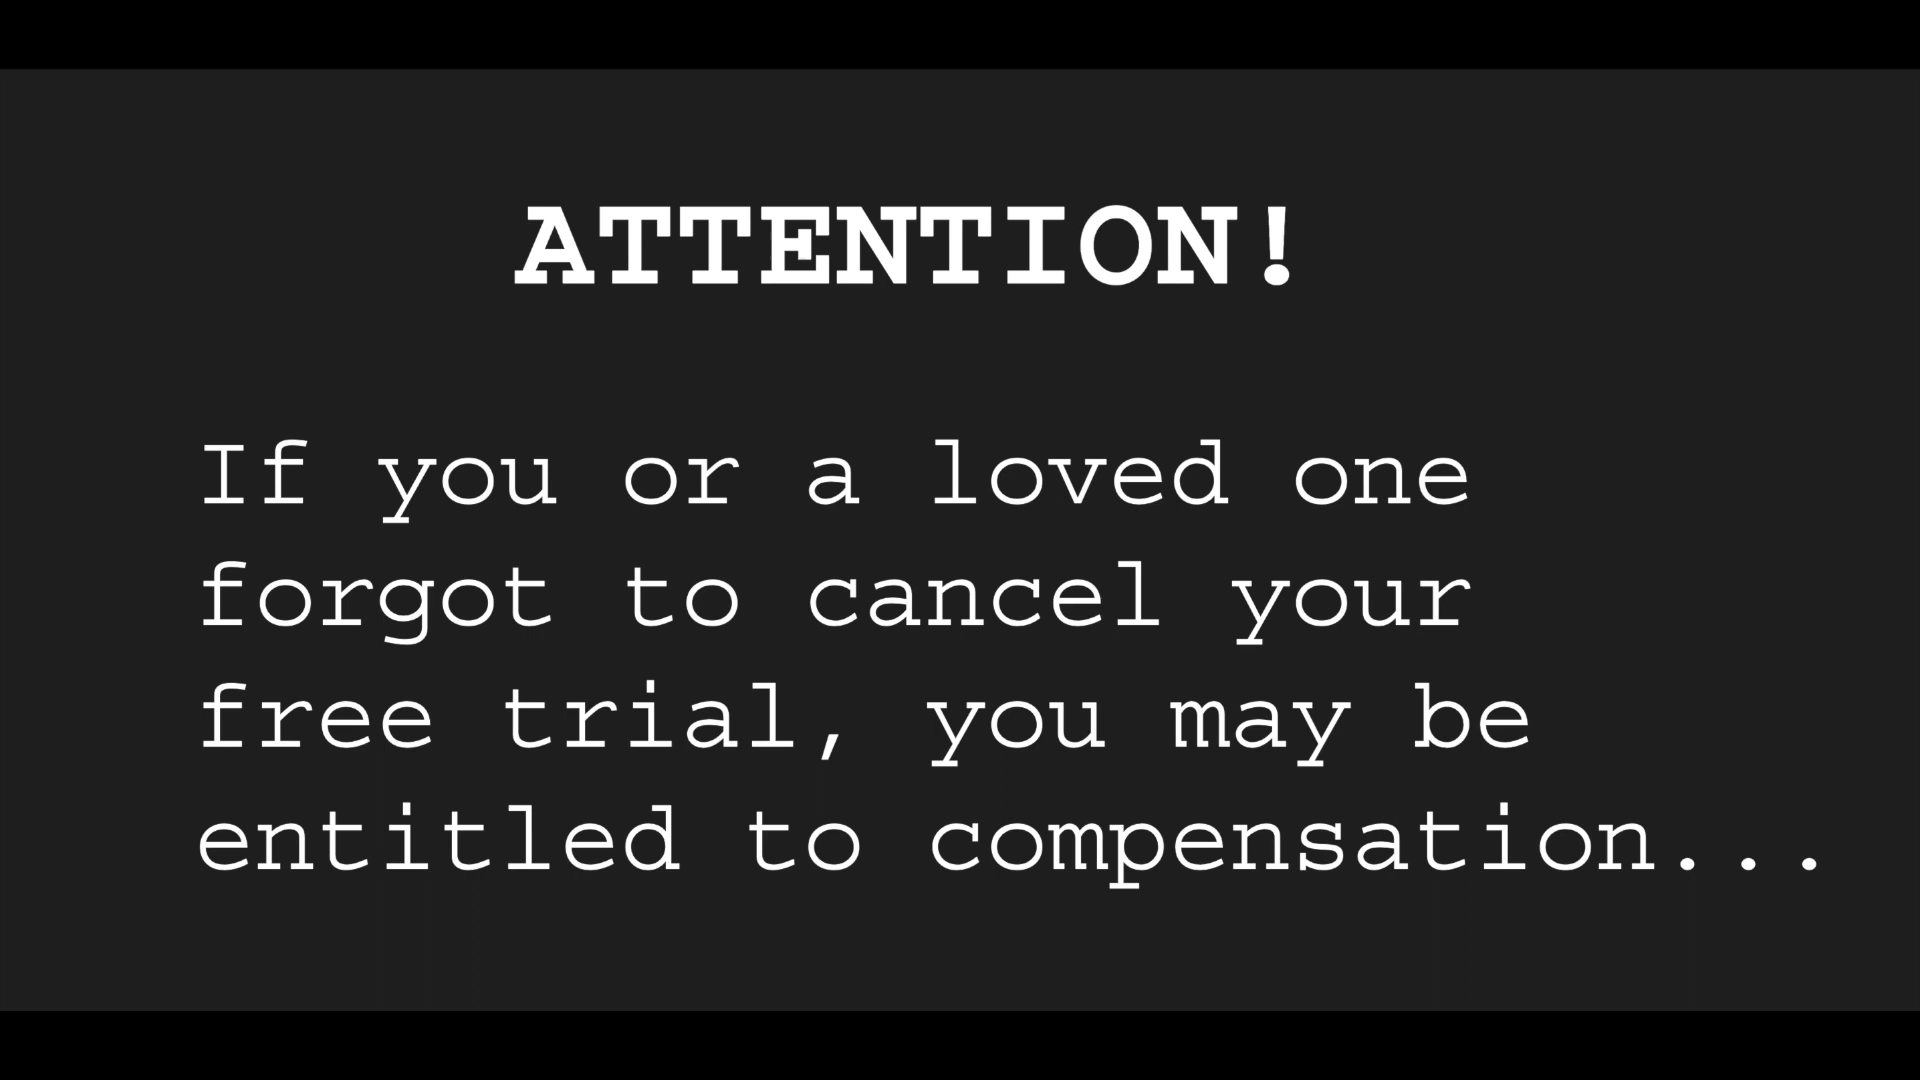 ATTENTION!
If you or a loved one
forgot to cancel your
free trial, you may be
entitled to compensation...